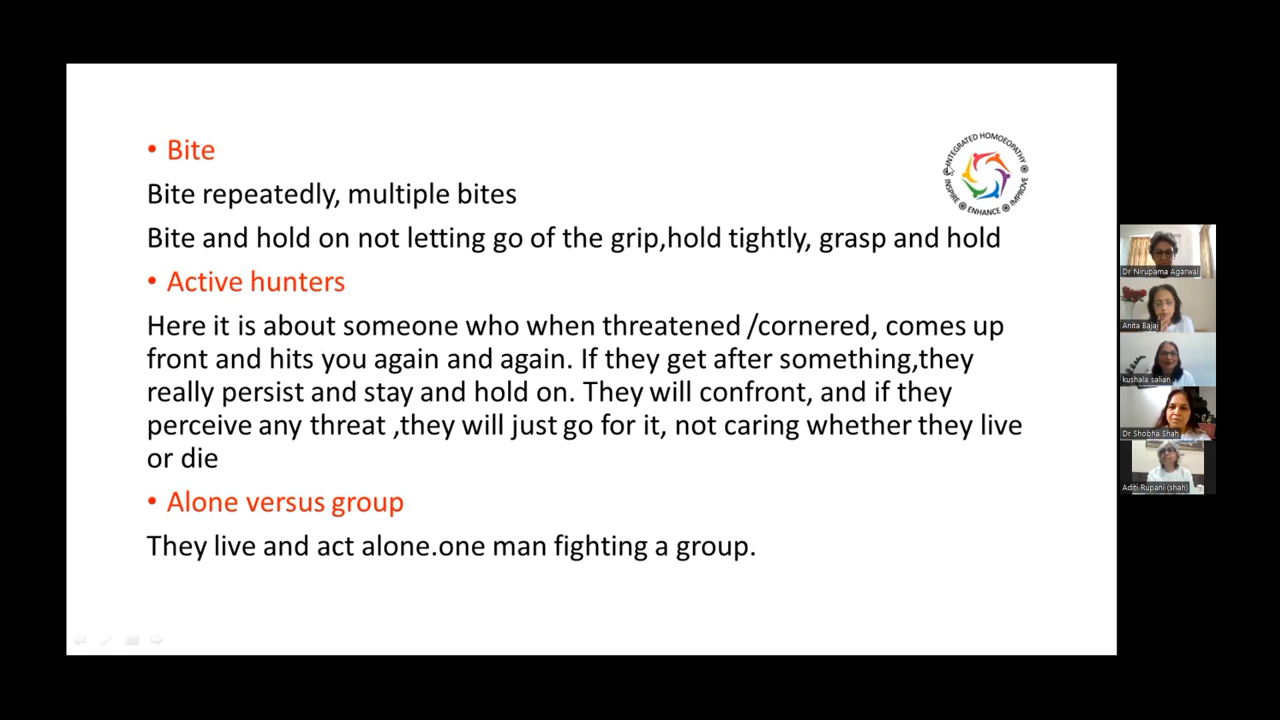 • Bite
Bite repeatedly, multiple bites
Bite and hold on not letting go of the grip,hold tightly, grasp and hold
• Active hunters
Here it is about someone who when threatened /cornered, comes up
front and hits you again and again. If they get after something,they
really persist and stay and hold on. They will confront, and if they
perceive any threat ,they will just go for it, not caring whether they live
or die
• Alone versus group
They live and act alone.one man fighting a group.
INTEGRATED HOMOEOPATHY
INSPIRE
ENHANCE
IMPROVE
Dr Nirupama Agarwal
Anita Bajaj
kushala salian
Dr Shobha Shah
Aditi Rupani (shah)